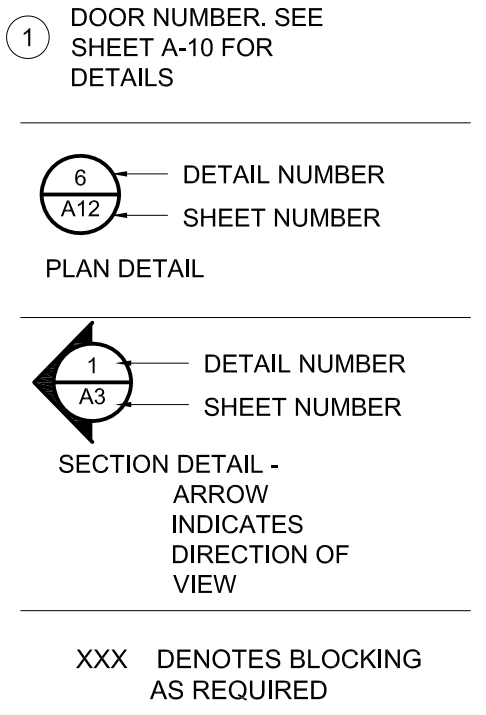 1 DOOR NUMBER. SEE
SHEET A-10 FOR
DETAILS
6 DETAIL NUMBER
A12 SHEET NUMBER
PLAN DETAIL
1 DETAIL NUMBER
A3 SHEET NUMBER
SECTION DETAIL -
ARROW
INDICATES
DIRECTION OF
VIEW
XXX DENOTES BLOCKING
AS REQUIRED